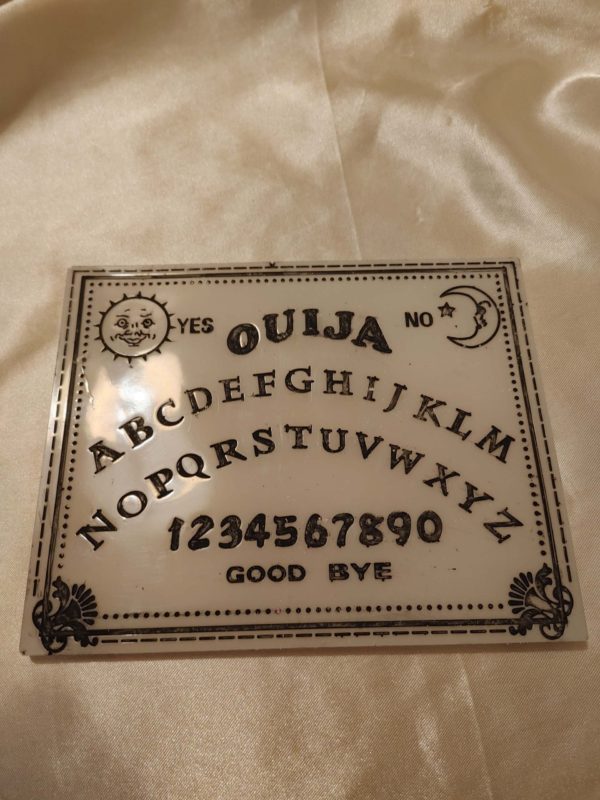 YES OUIJA NO
ABCDEFGHIJKLM
NOPQRSTUVWXYZ
1234567890
GOOD BYE